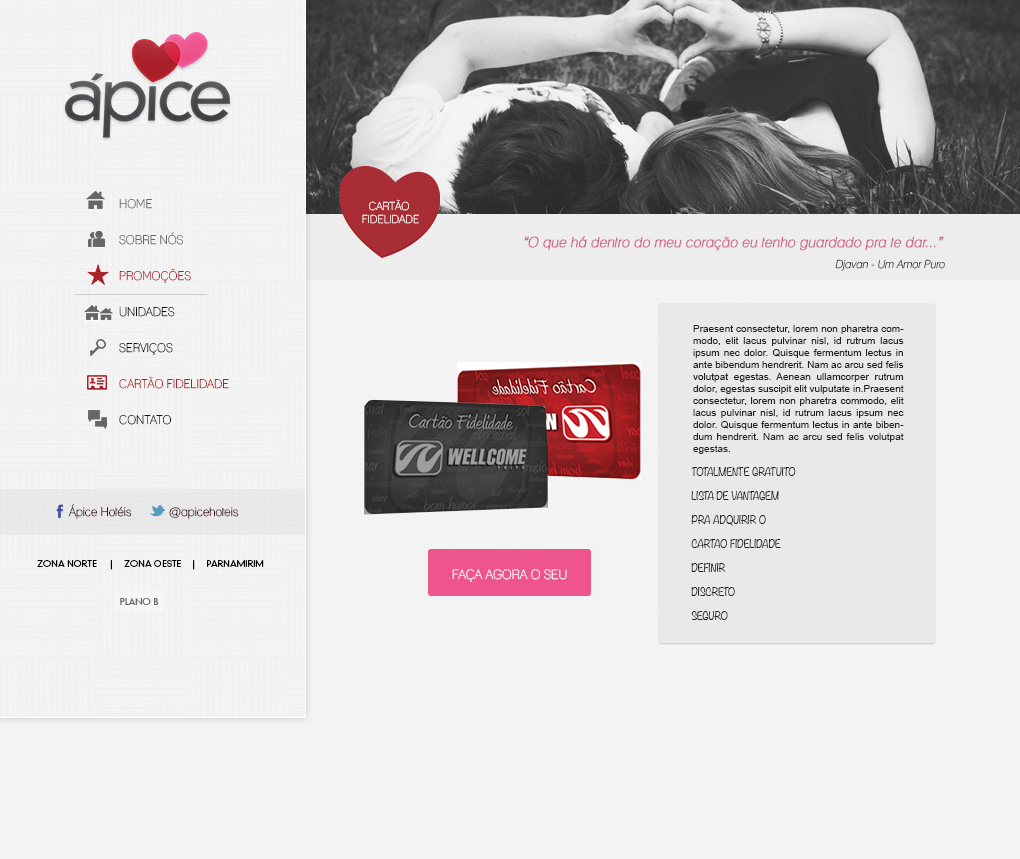 ápice
HOME
SOBRE NÓS
PROMOÇÕES
UNIDADES
SERVIÇOS
CARTÃO FIDELIDADE
CONTATO
Ápice Hotéis
@apicehoteis
ZONA NORTE | ZONA OESTE | PARNAMIRIM
PLANO B
CARTÃO
FIDELIDADE
“O que há dentro do meu coração eu tenho guardado pra te dar...”
Djavan - Um Amor Puro
Cartão Fidelidade
Cartão Fidelidade
WELLCOME
bom humor
FAÇA AGORA O SEU
Praesent consectetur, lorem non pharetra com-
modo, elit lacus pulvinar nisl, id rutrum lacus
ipsum nec dolor. Quisque fermentum lectus in
ante bibendum hendrerit. Nam ac arcu sed felis
volutpat egestas. Aenean ullamcorper rutrum
dolor, egestas suscipit elit vulputate in.Praesent
consectetur, lorem non pharetra commodo, elit
lacus pulvinar nisl, id rutrum lacus ipsum nec
dolor. Quisque fermentum lectus in ante biben-
dum hendrerit. Nam ac arcu sed felis volutpat
egestas.
TOTALMENTE GRATUITO
LISTA DE VANTAGEM
PRA ADQUIRIR O
CARTAO FIDELIDADE
DEFINIR
DISCRETO
SEGURO